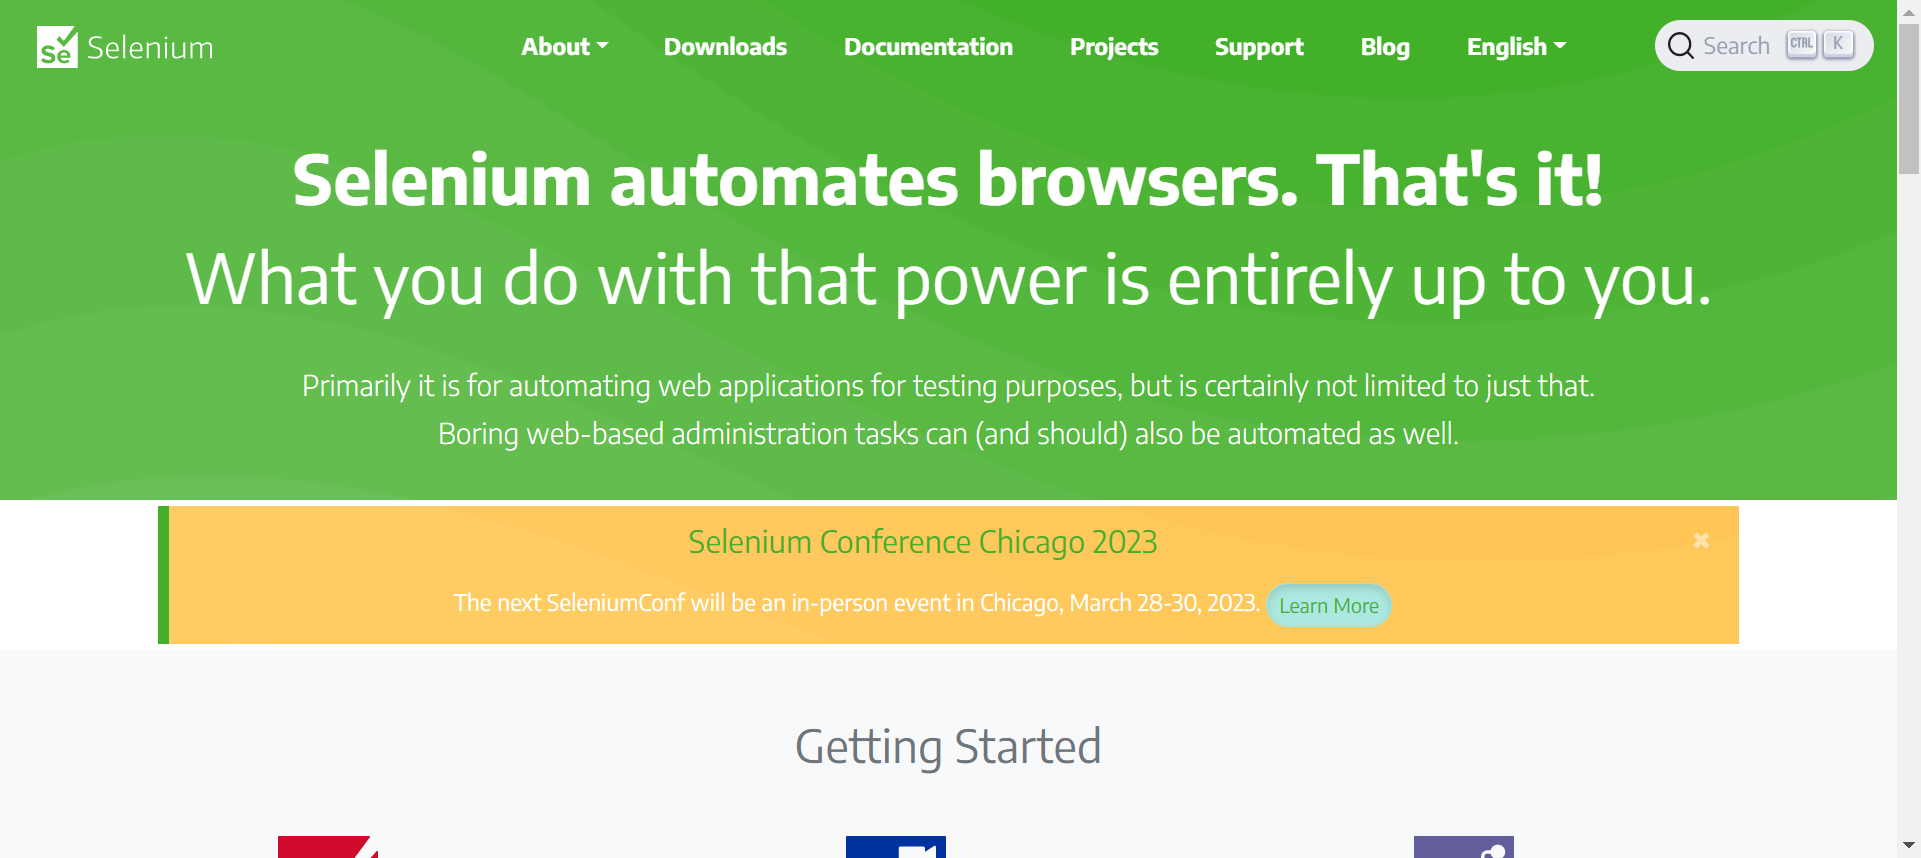 Se Selenium
About Downloads Documentation Projects Support Blog English Search CTRL K
Selenium automates browsers. That's it!
What you do with that power is entirely up to you.
Primarily it is for automating web applications for testing purposes, but is certainly not limited to just that.
Boring web-based administration tasks can (and should) also be automated as well.
Selenium Conference Chicago 2023
The next SeleniumConf will be an in-person event in Chicago, March 28-30, 2023. Learn More
Getting Started